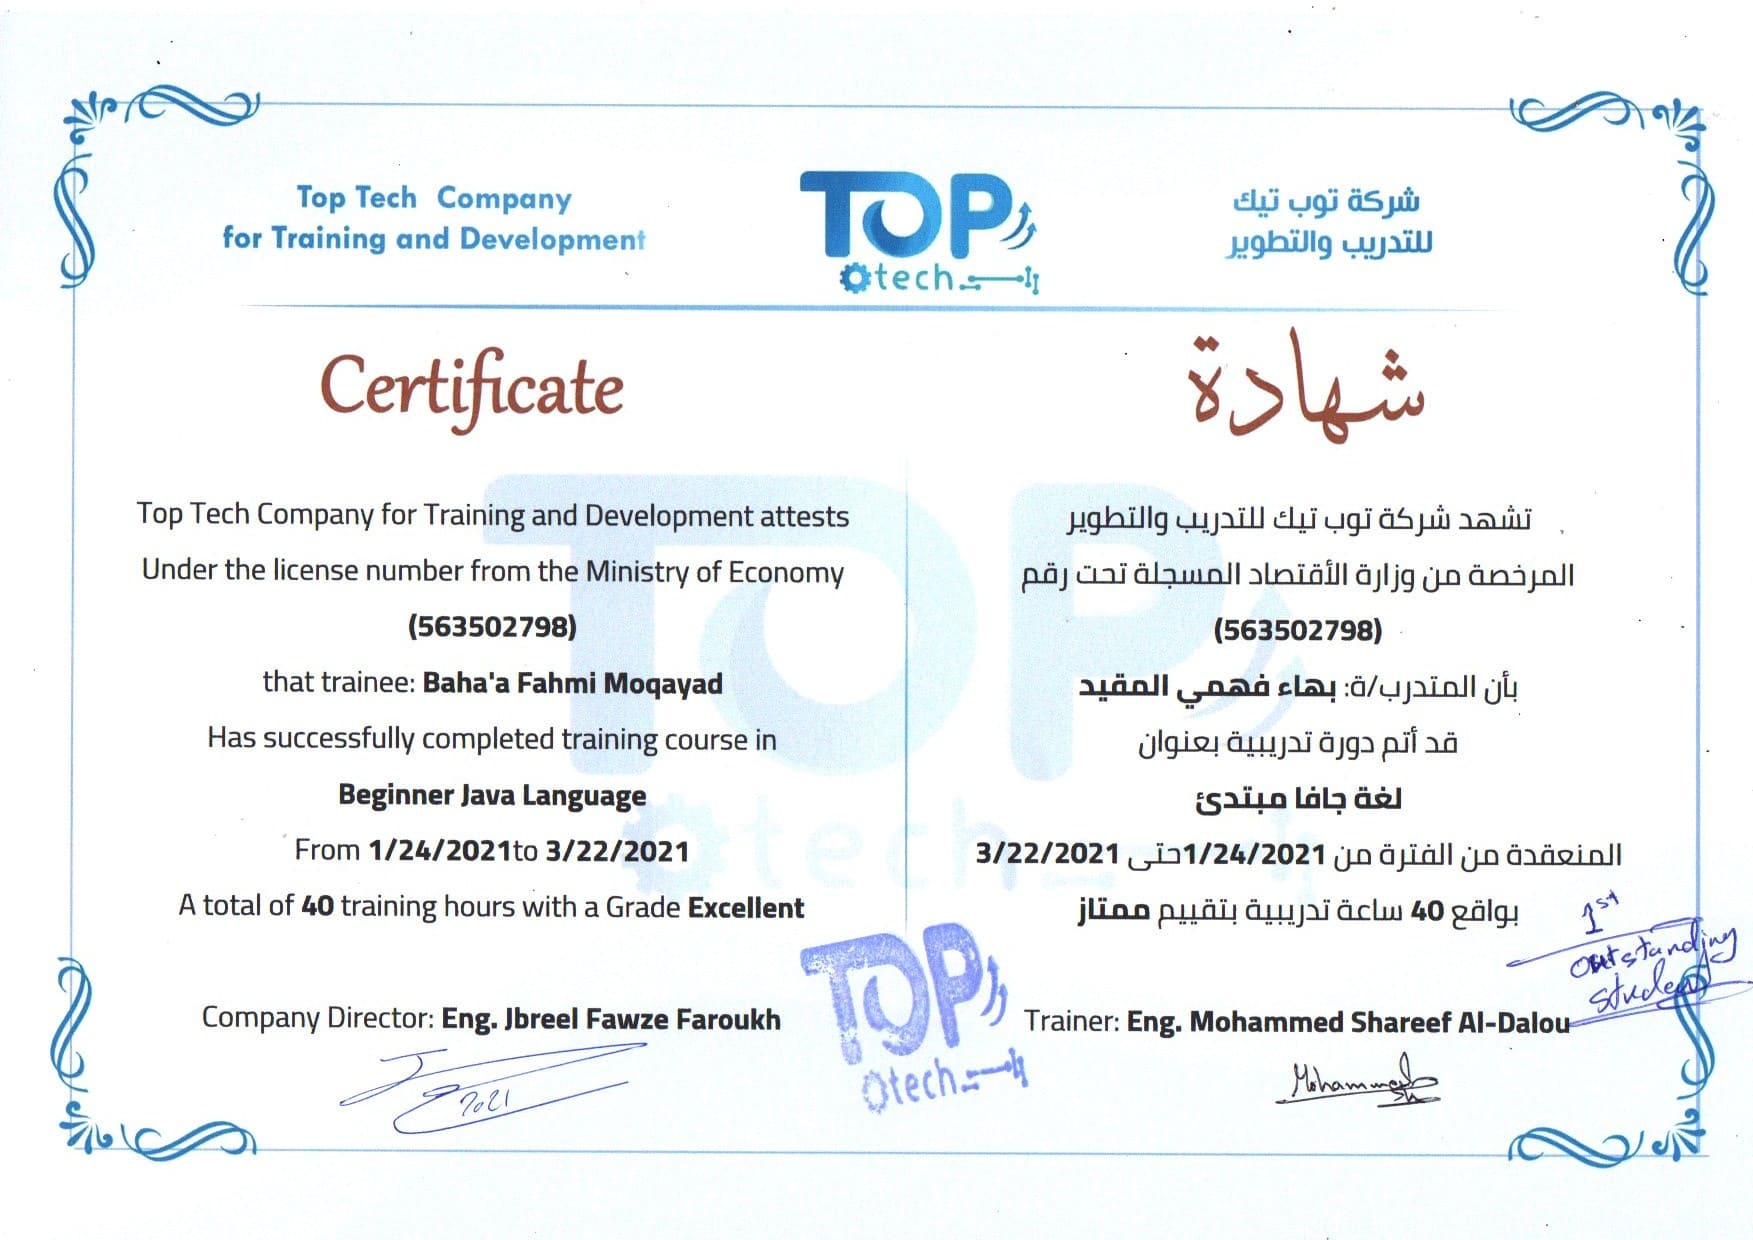 Top Tech Company
for Training and Development
TOP
tech
شركة توب تيك
للتدريب والتطوير
Certificate
Top Tech Company for Training and Development attests
Under the license number from the Ministry of Economy
(563502798)
that trainee: Baha'a Fahmi Moqayad
Has successfully completed training course in
Beginner Java Language
From 1/24/2021to 3/22/2021
A total of 40 training hours with a Grade Excellent
Company Director: Eng. Jbreel Fawze Faroukh
2021
شهادة
تشهد شركة توب تيك للتدريب والتطوير
المرخصة من وزارة الأقتصاد المسجلة تحت رقم
(563502798)
بأن المتدرب/ة: بهاء فهمي المقيد
قد أتم دورة تدريبية بعنوان
لغة جافا مبتدئ
المنعقدة من الفترة من 1/24/2021حتى 3/22/2021
بواقع 40 ساعة تدريبية بتقييم ممتاز
1st
outstanding
student
Trainer: Eng. Mohammed Shareef Al-Dalou
Mohammed
Sh
TOP
tech
TOP
tech